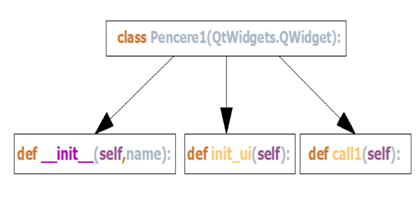 class Pencere1(QtWidgets.QWidget):
def __init__(self,name):
def init_ui(self):
def call1(self):